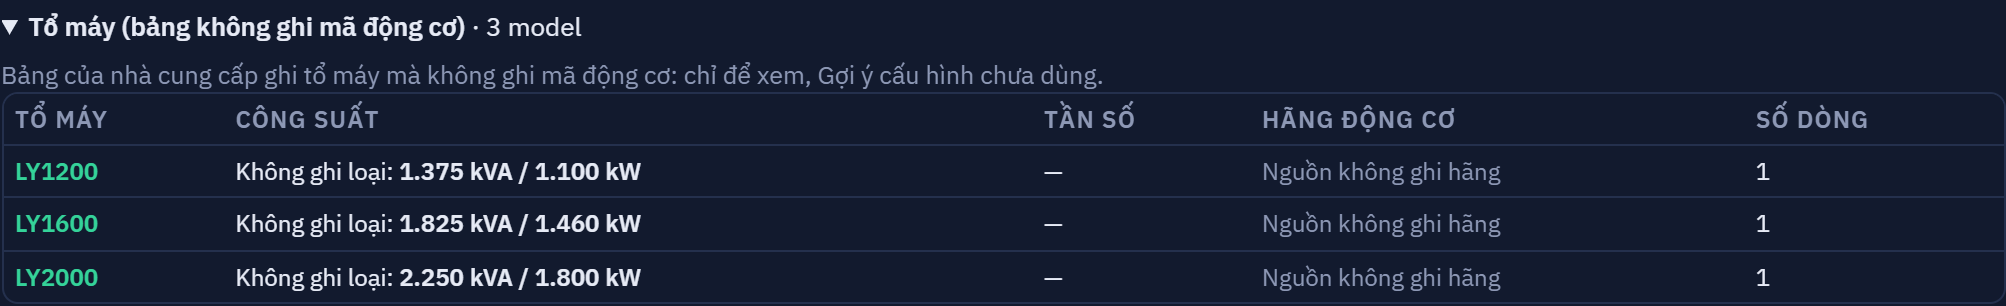 ▼ Tổ máy (bảng không ghi mã động cơ) · 3 model
Bảng của nhà cung cấp ghi tổ máy mà không ghi mã động cơ: chỉ để xem, Gợi ý cấu hình chưa dùng.
TỔ MÁY CÔNG SUẤT TẦN SỐ HÃNG ĐỘNG CƠ SỐ DÒNG
LY1200 Không ghi loại: 1.375 kVA / 1.100 kW — Nguồn không ghi hãng 1
LY1600 Không ghi loại: 1.825 kVA / 1.460 kW — Nguồn không ghi hãng 1
LY2000 Không ghi loại: 2.250 kVA / 1.800 kW — Nguồn không ghi hãng 1